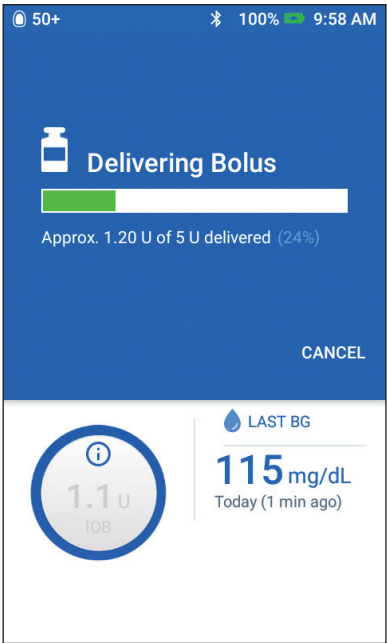 50+ 100% 9:58 AM
Delivering Bolus
Approx. 1.20 U of 5 U delivered (24%)
CANCEL
LAST BG
1.1 U
IOB
115 mg/dL
Today (1 min ago)